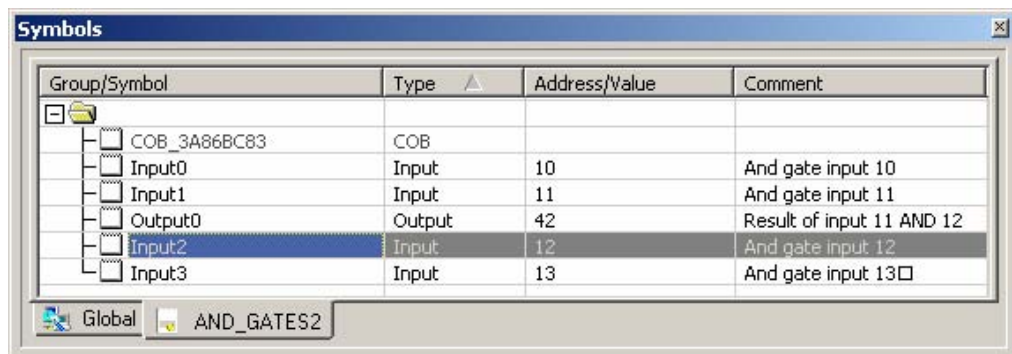 Symbols
Group/Symbol Type Address/Value Comment
COB_3A86BC83 COB
Input0 Input 10 And gate input 10
Input1 Input 11 And gate input 11
Output0 Output 42 Result of input 11 AND 12
Input2 Input 12 And gate input 12
Input3 Input 13 And gate input 13□
Global AND_GATES2